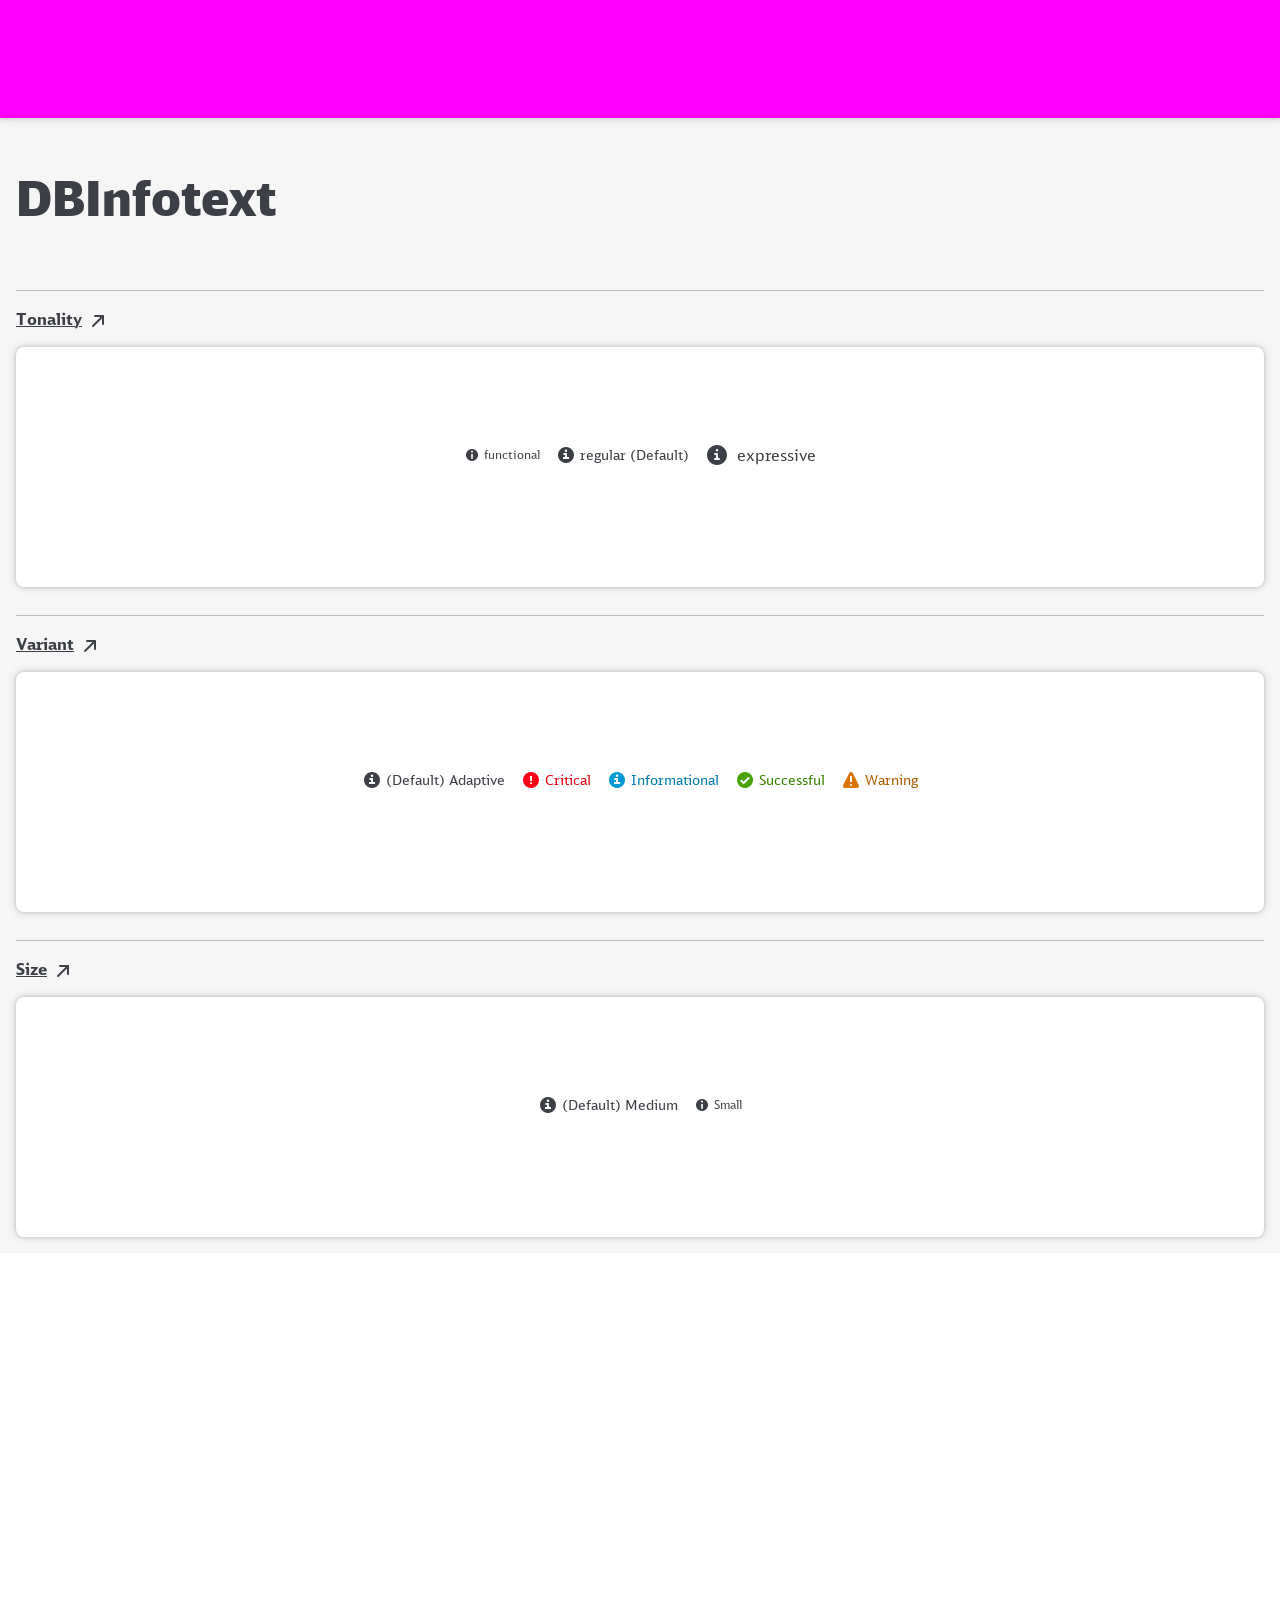 DBInfotext
Tonality
functional regular (Default) expressive
Variant
(Default) Adaptive Critical Informational Successful Warning
Size
(Default) Medium Small